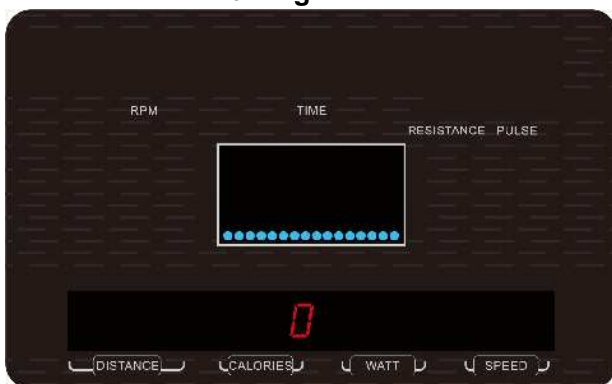 RPM TIME
RESISTANCE PULSE
0
DISTANCE CALORIES WATT SPEED